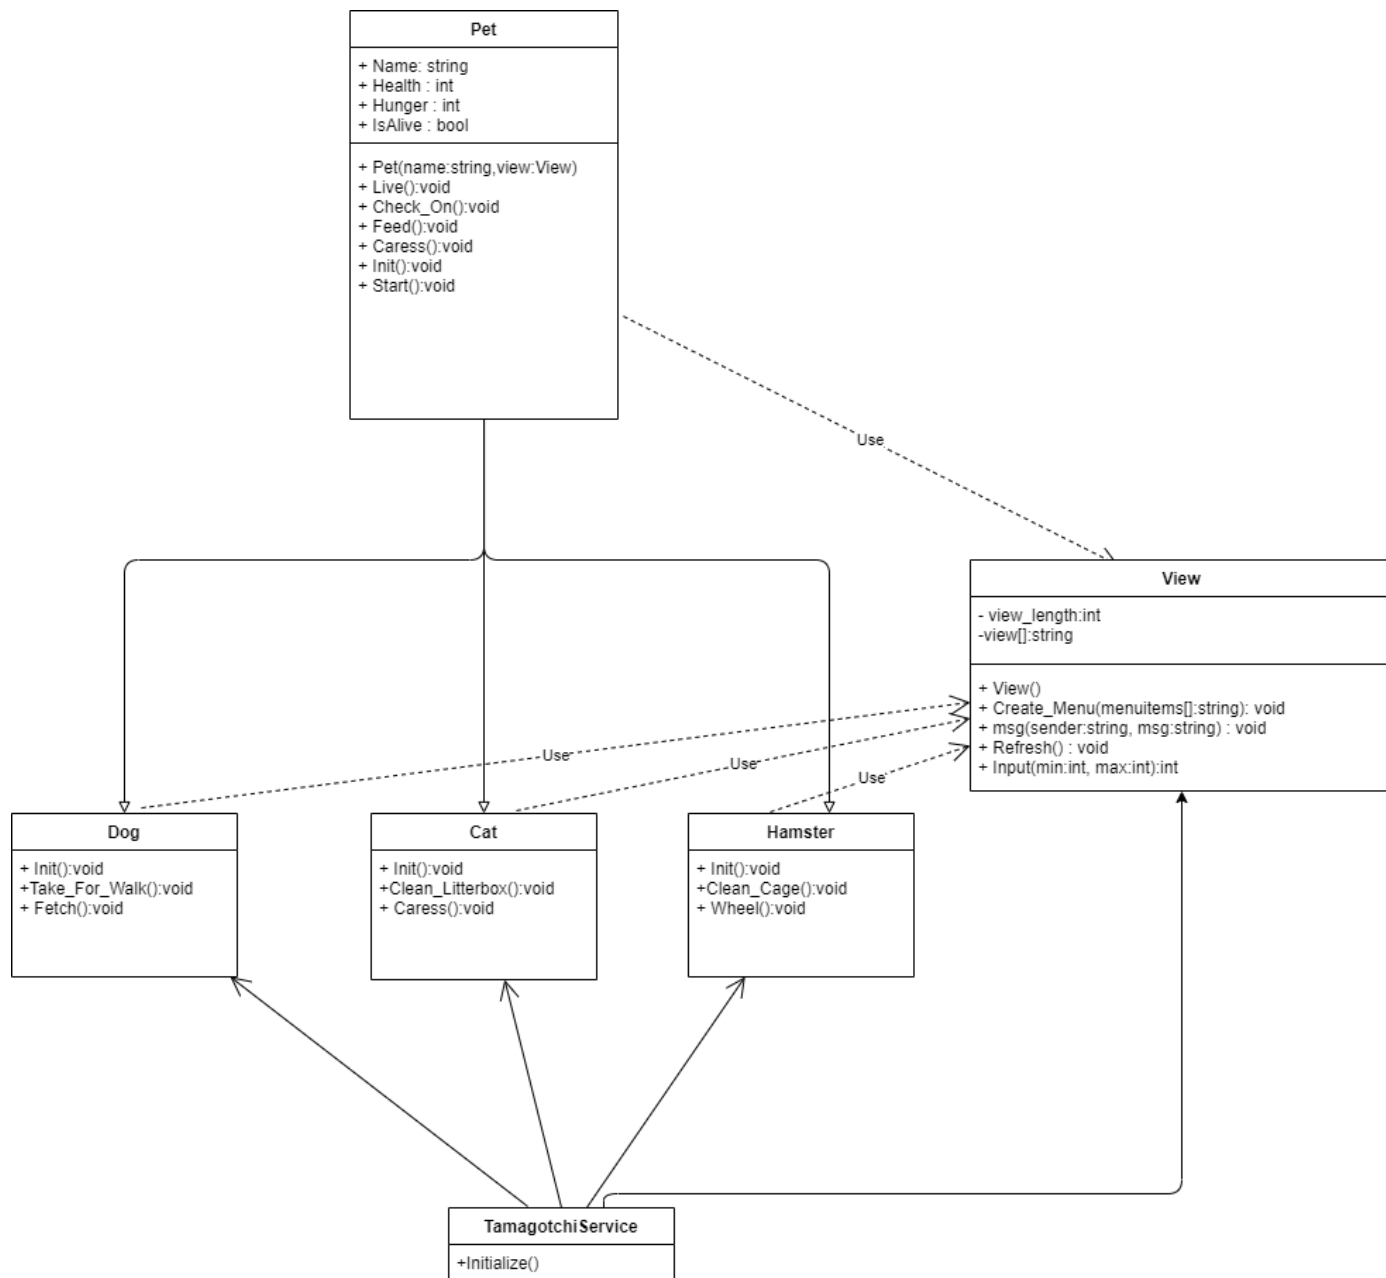 Pet
+ Name: string
+ Health : int
+ Hunger : int
+ IsAlive : bool
+ Pet(name:string,view:View)
+ Live():void
+ Check_On():void
+ Feed():void
+ Caress():void
+ Init():void
+ Start():void
Use
View
- view_length:int
-view[]:string
+ View()
+ Create_Menu(menuitems[]:string): void
+ msg(sender:string, msg:string) : void
+ Refresh() : void
+ Input(min:int, max:int):int
Use
Use
Use
Dog
+ Init():void
+Take_For_Walk():void
+ Fetch():void
Cat
+ Init():void
+Clean_Litterbox():void
+ Caress():void
Hamster
+ Init():void
+Clean_Cage():void
+ Wheel():void
TamagotchiService
+Initialize()